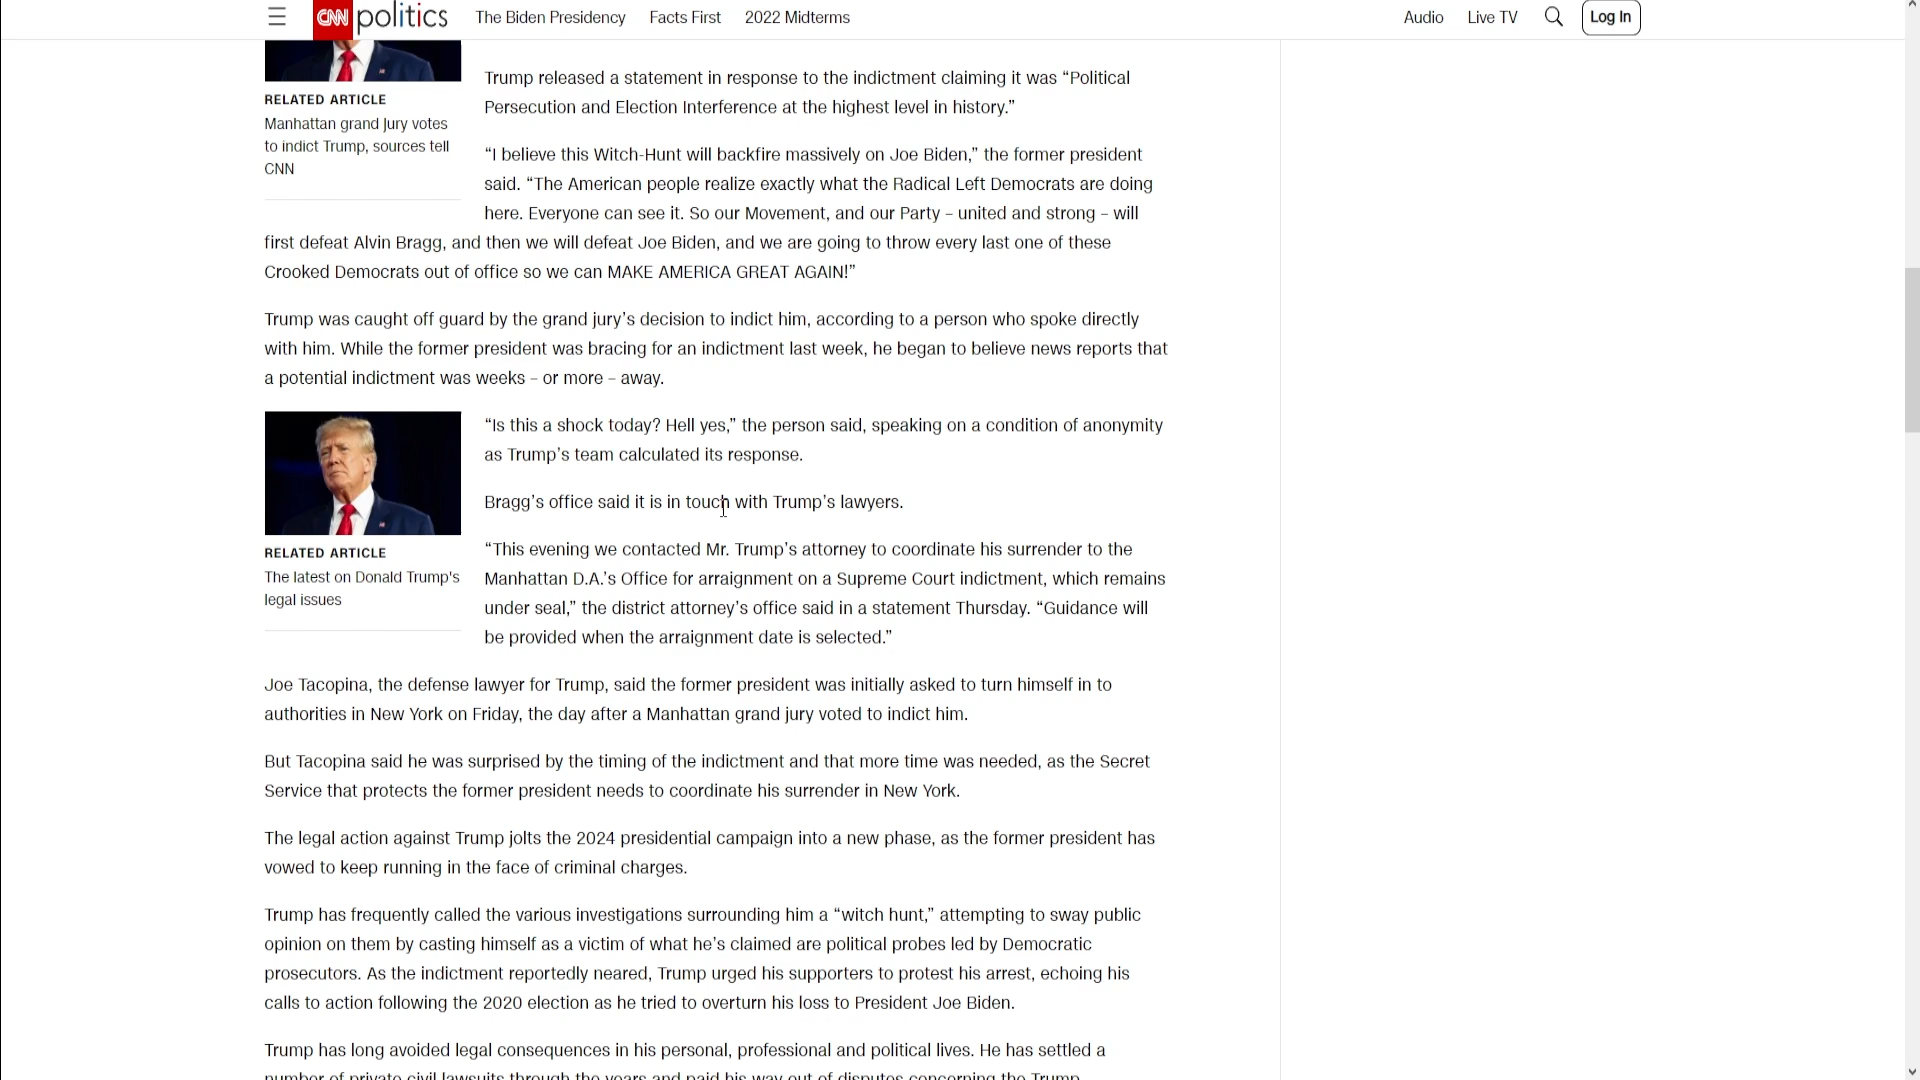 CNN politics The Biden Presidency Facts First 2022 Midterms Audio Live TV Log In
RELATED ARTICLE
Manhattan grand jury votes
to indict Trump, sources tell
CNN
Trump released a statement in response to the indictment claiming it was “Political
Persecution and Election Interference at the highest level in history.”
“I believe this Witch-Hunt will backfire massively on Joe Biden,” the former president
said. “The American people realize exactly what the Radical Left Democrats are doing
here. Everyone can see it. So our Movement, and our Party – united and strong – will
first defeat Alvin Bragg, and then we will defeat Joe Biden, and we are going to throw every last one of these
Crooked Democrats out of office so we can MAKE AMERICA GREAT AGAIN!”
Trump was caught off guard by the grand jury’s decision to indict him, according to a person who spoke directly
with him. While the former president was bracing for an indictment last week, he began to believe news reports that
a potential indictment was weeks – or more – away.
RELATED ARTICLE
The latest on Donald Trump's
legal issues
“Is this a shock today? Hell yes,” the person said, speaking on a condition of anonymity
as Trump’s team calculated its response.
Bragg’s office said it is in touch with Trump’s lawyers.
“This evening we contacted Mr. Trump’s attorney to coordinate his surrender to the
Manhattan D.A.’s Office for arraignment on a Supreme Court indictment, which remains
under seal,” the district attorney’s office said in a statement Thursday. “Guidance will
be provided when the arraignment date is selected.”
Joe Tacopina, the defense lawyer for Trump, said the former president was initially asked to turn himself in to
authorities in New York on Friday, the day after a Manhattan grand jury voted to indict him.
But Tacopina said he was surprised by the timing of the indictment and that more time was needed, as the Secret
Service that protects the former president needs to coordinate his surrender in New York.
The legal action against Trump jolts the 2024 presidential campaign into a new phase, as the former president has
vowed to keep running in the face of criminal charges.
Trump has frequently called the various investigations surrounding him a “witch hunt,” attempting to sway public
opinion on them by casting himself as a victim of what he’s claimed are political probes led by Democratic
prosecutors. As the indictment reportedly neared, Trump urged his supporters to protest his arrest, echoing his
calls to action following the 2020 election as he tried to overturn his loss to President Joe Biden.
Trump has long avoided legal consequences in his personal, professional and political lives. He has settled a
number of private civil lawsuits through the years and paid his way out of disputes concerning the Trump